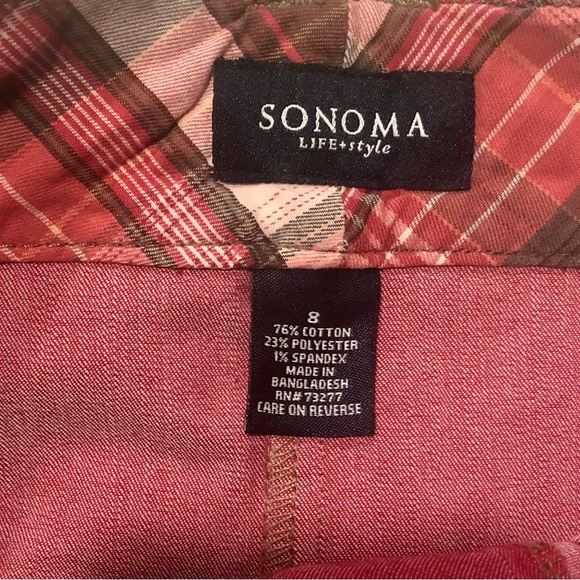 SONOMA
LIFE+style
8
76% COTTON
23% POLYESTER
1% SPANDEX
MADE IN
BANGLADESH
RN# 73277
CARE ON REVERSE